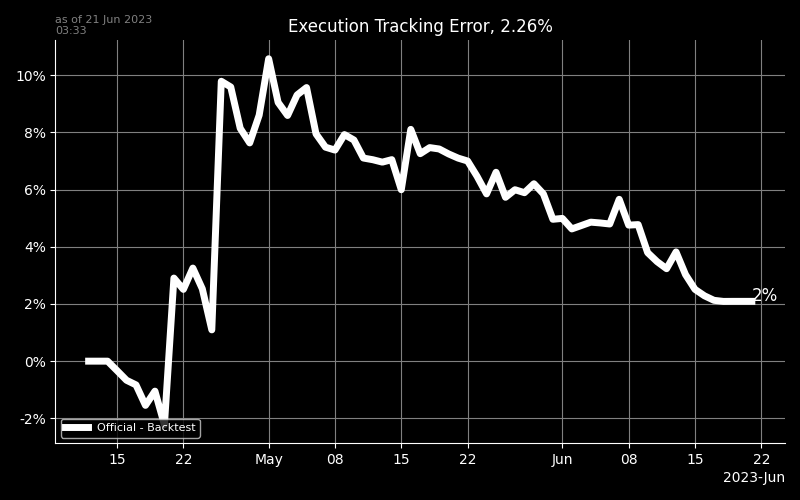 as of 21 Jun 2023
03:33
Execution Tracking Error, 2.26%
10%
8%
6%
4%
2%
0%
-2%
2%
Official - Backtest
15
22
May
08
15
22
Jun
08
15
22
2023-Jun